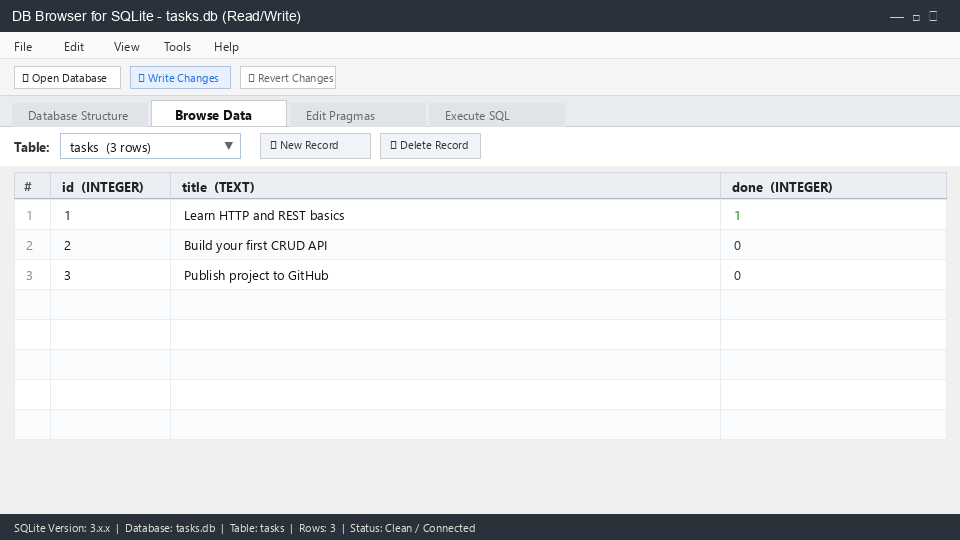 DB Browser for SQLite - tasks.db (Read/Write)
File Edit View Tools Help
Open Database Write Changes Revert Changes
Database Structure Browse Data Edit Pragmas Execute SQL
Table: tasks (3 rows) New Record Delete Record
# id (INTEGER) title (TEXT) done (INTEGER)
1 1 Learn HTTP and REST basics 1
2 2 Build your first CRUD API 0
3 3 Publish project to GitHub 0
SQLite Version: 3.x.x | Database: tasks.db | Table: tasks | Rows: 3 | Status: Clean / Connected